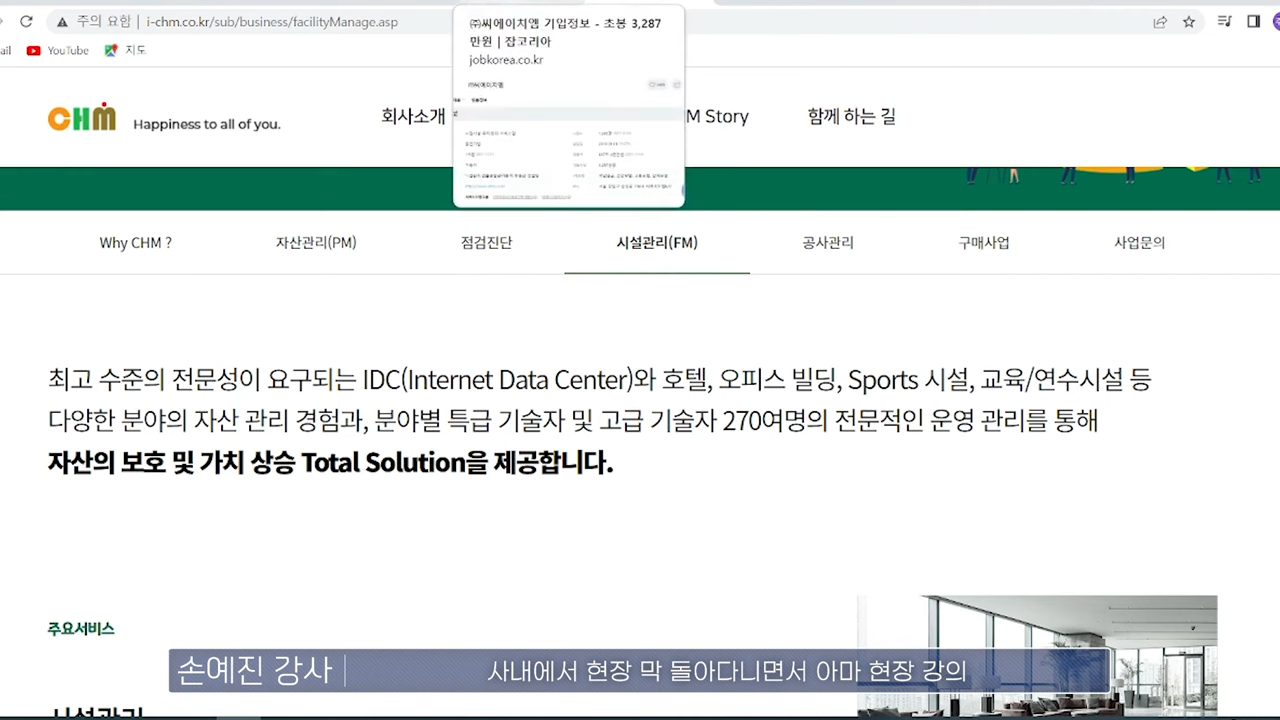 주의 요함 | i-chm.co.kr/sub/business/facilityManage.asp
㈜씨에이치엠 기업정보 - 초봉 3,287
만원 | 잡코리아
jobkorea.co.kr
㈜씨에이치엠
ail YouTube 지도
CHM Happiness to all of you. 회사소개 M Story 함께 하는 길
Why CHM ? 자산관리(PM) 점검진단 시설관리(FM) 공사관리 구매사업 사업문의
최고 수준의 전문성이 요구되는 IDC(Internet Data Center)와 호텔, 오피스 빌딩, Sports 시설, 교육/연수시설 등
다양한 분야의 자산 관리 경험과, 분야별 특급 기술자 및 고급 기술자 270여명의 전문적인 운영 관리를 통해
자산의 보호 및 가치 상승 Total Solution을 제공합니다.
주요서비스
손예진 강사 | 사내에서 현장 막 돌아다니면서 아마 현장 강의
시설관리